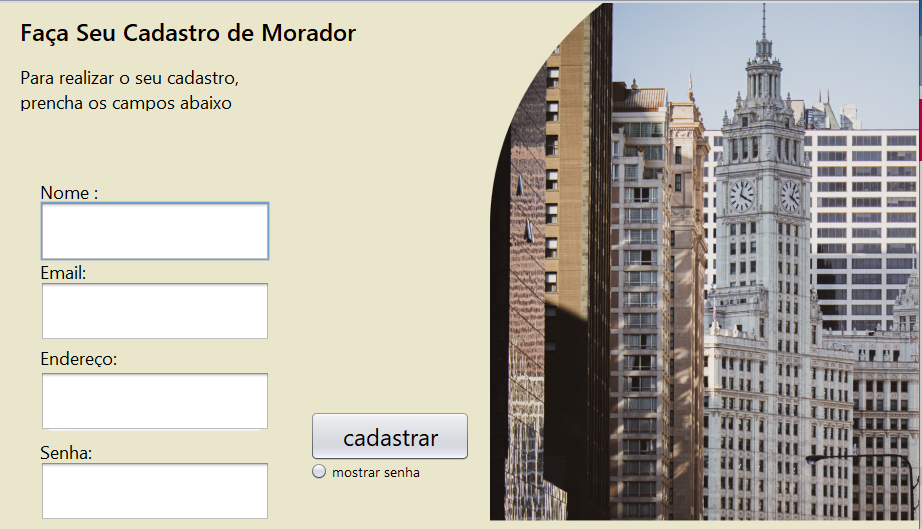 Faça Seu Cadastro de Morador
Para realizar o seu cadastro,
prencha os campos abaixo
Nome :
Email:
Endereço:
Senha:
cadastrar
mostrar senha